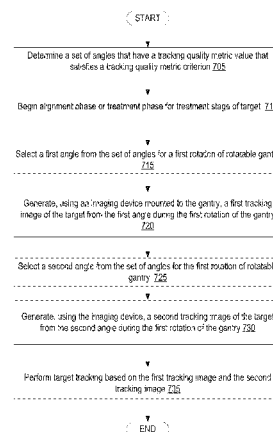 START
Determine a set of angles that have a tracking quality metric value that
satisfies a tracking quality metric criterion 705
Begin alignment phase or treatment phase for treatment stages of target 71
Select a first angle from the set of angles for a first rotation of rotatable gant
715
Generate, using an imaging device mounted to the gantry, a first tracking
image of the target from the first angle during the first rotation of the gantry
720
Select a second angle from the set of angles for the first rotation of rotatabl
gantry 725
Generate, using the imaging device, a second tracking image of the target
from the second angle during the first rotation of the gantry 730
Perform target tracking based on the first tracking image and the second
tracking image 735
END